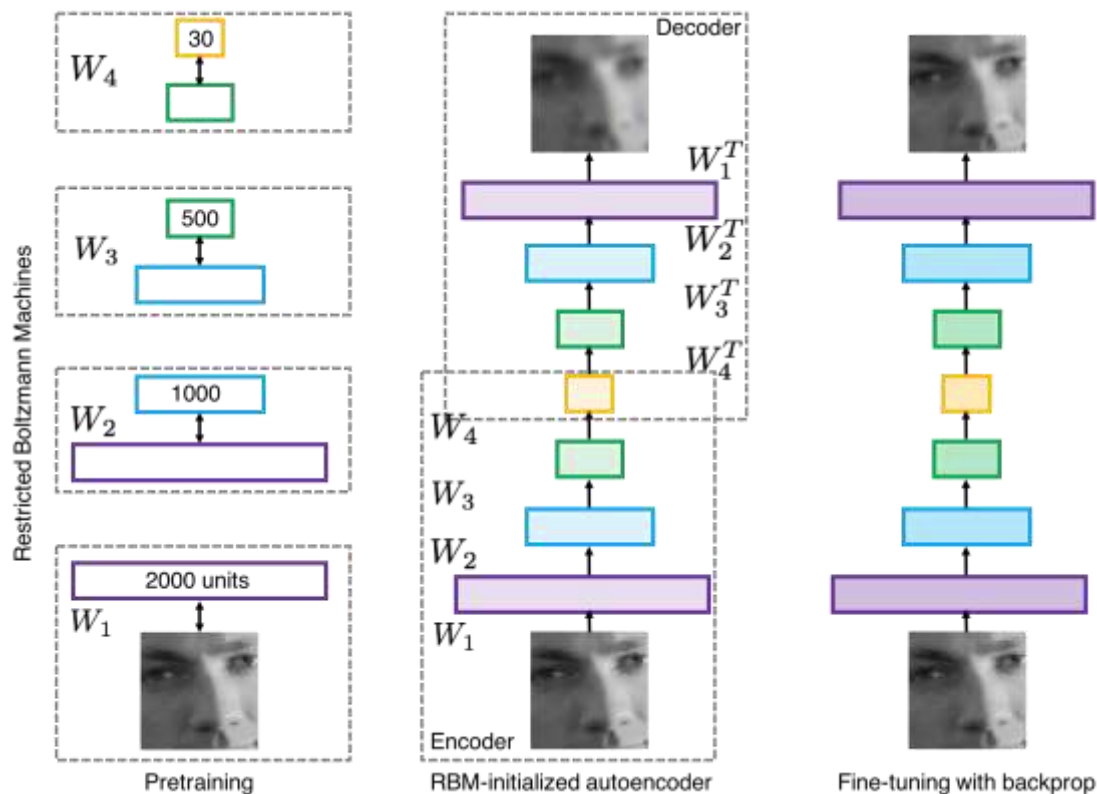 Restricted Boltzmann Machines
30
W_4
500
W_3
1000
W_2
2000 units
W_1
Pretraining
Decoder
W_1^T
W_2^T
W_3^T
W_4^T
W_4
W_3
W_2
W_1
Encoder
RBM-initialized autoencoder
Fine-tuning with backprop